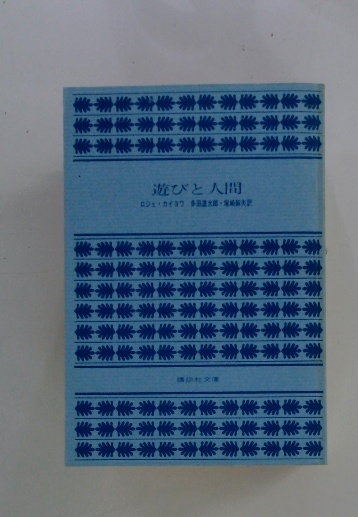 遊びと人間
ロジェ・カイヨワ 多田道太郎・塚崎幹夫訳
講談社文庫